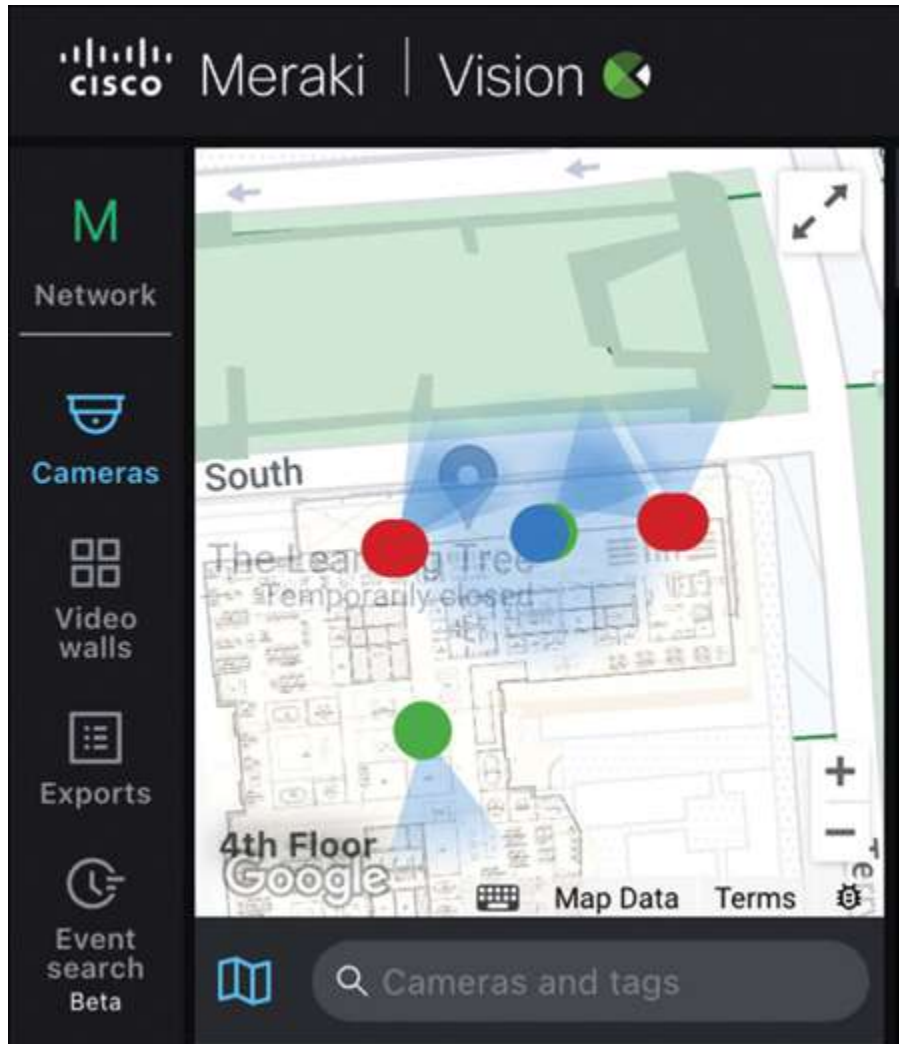 CISCO Meraki | Vision
M
Network
Cameras
Video
walls
Exports
Event
search
Beta
South
Temporarily closed
4th Floor
Google
Map Data Terms
Cameras and tags